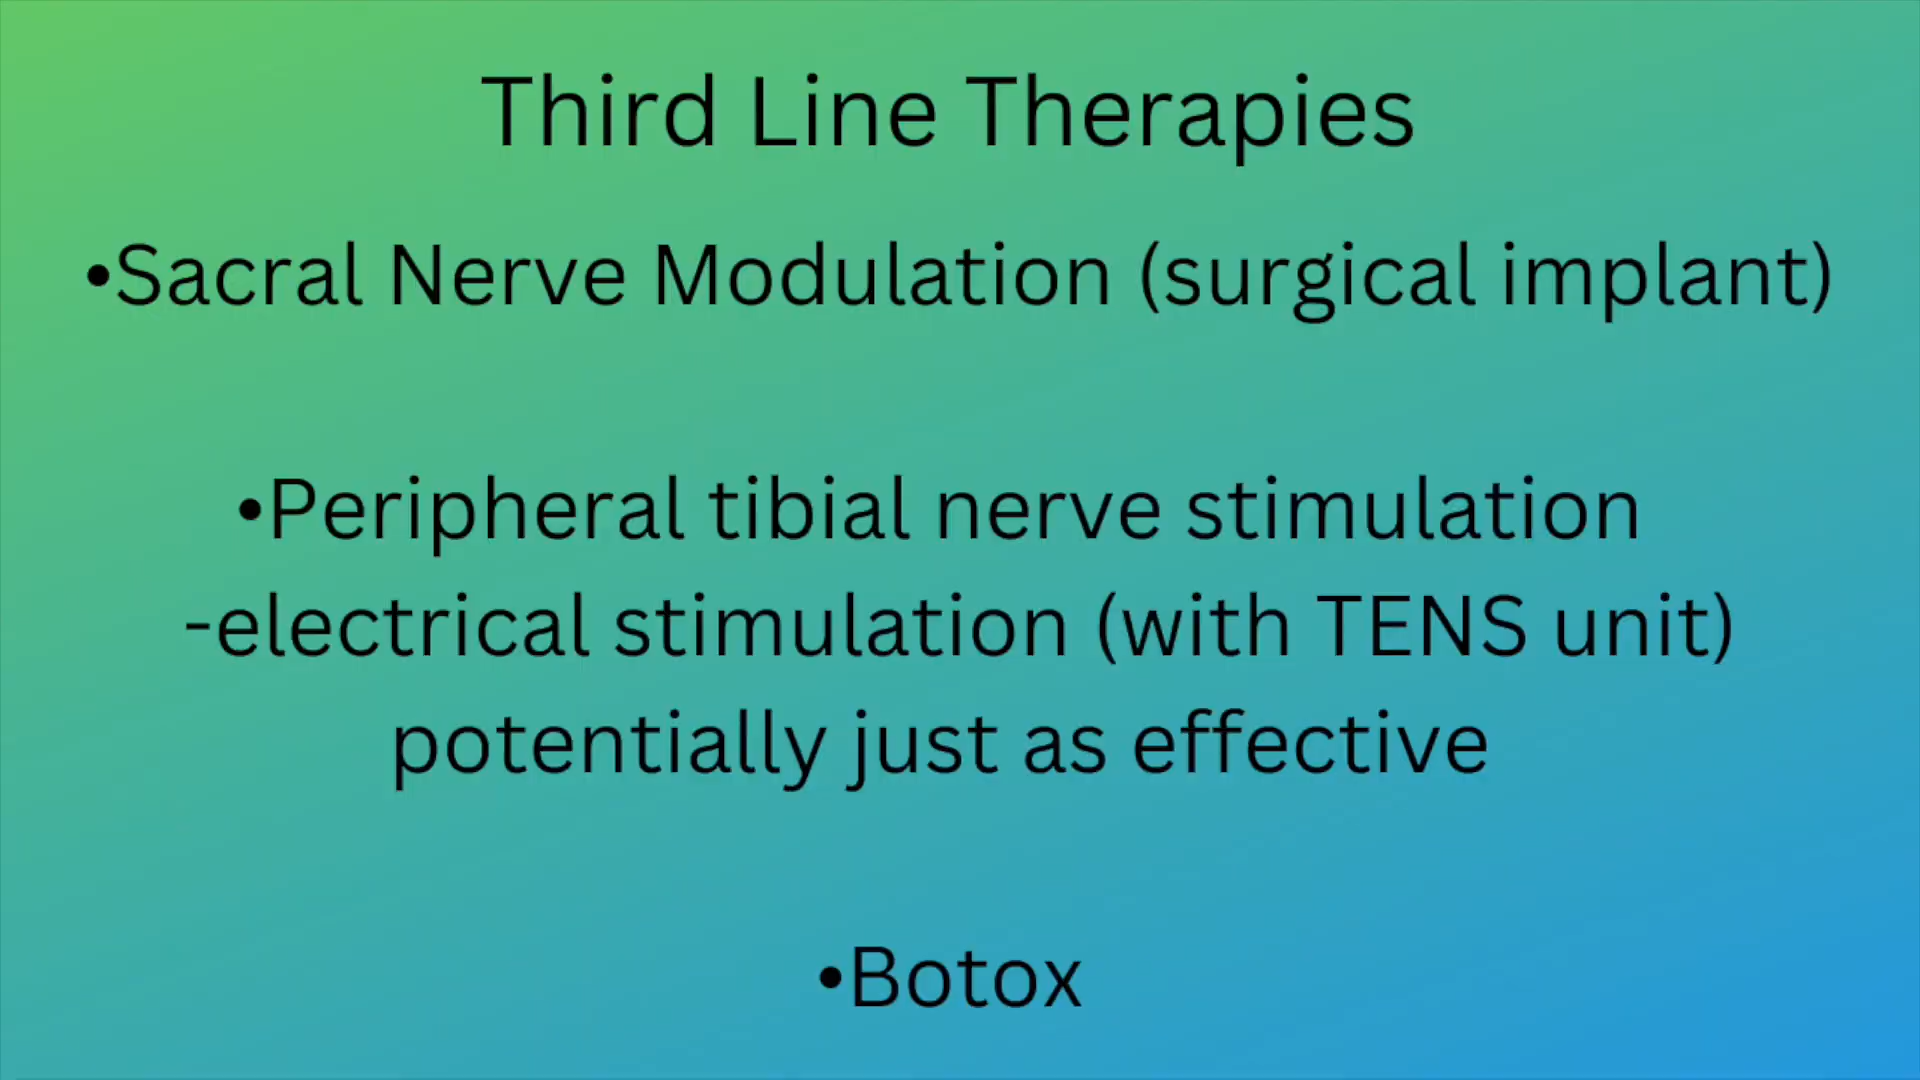 Third Line Therapies
•Sacral Nerve Modulation (surgical implant)
•Peripheral tibial nerve stimulation
-electrical stimulation (with TENS unit)
potentially just as effective
•Botox